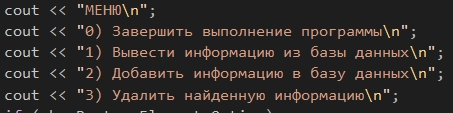 cout << "МЕНЮ\n";
cout << "0) Завершить выполнение программы\n";
cout << "1) Вывести информацию из базы данных\n";
cout << "2) Добавить информацию в базу данных\n";
cout << "3) Удалить найденную информацию\n";